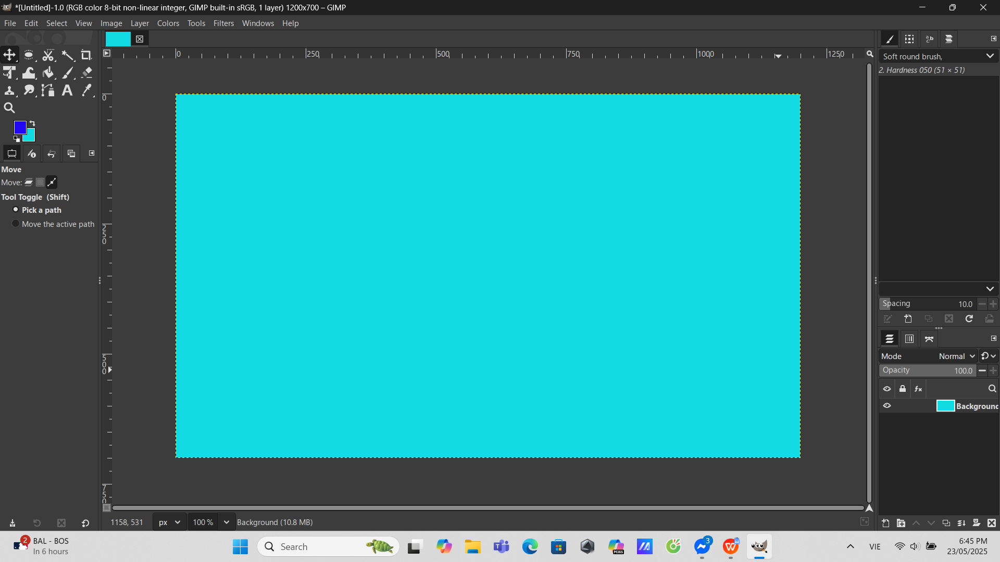 *[Untitled]-1.0 (RGB color 8-bit non-linear integer, GIMP built-in sRGB, 1 layer) 1200x700 – GIMP
File Edit Select View Image Layer Colors Tools Filters Windows Help
0 250 500 750 1000 1250
Soft round brush,
2. Hardness 050 (51 × 51)
0
250
500
750
Move
Move:
Tool Toggle (Shift)
Pick a path
Move the active path
Spacing 10.0
Mode Normal
Opacity 100.0
fx
Background
1158, 531 px 100 % Background (10.8 MB)
2 BAL - BOS
In 6 hours
Search
M365
3
W
VIE
6:45 PM
23/05/2025